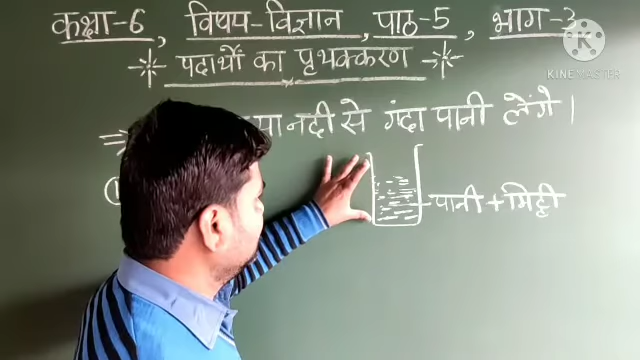 कक्षा-6, विषय-विज्ञान, पाठ-5, भाग-3
K
KINEMASTER
पदार्थों का पृथक्करण
या नदी से गंदा पानी लेंगे।
पानी + मिट्टी